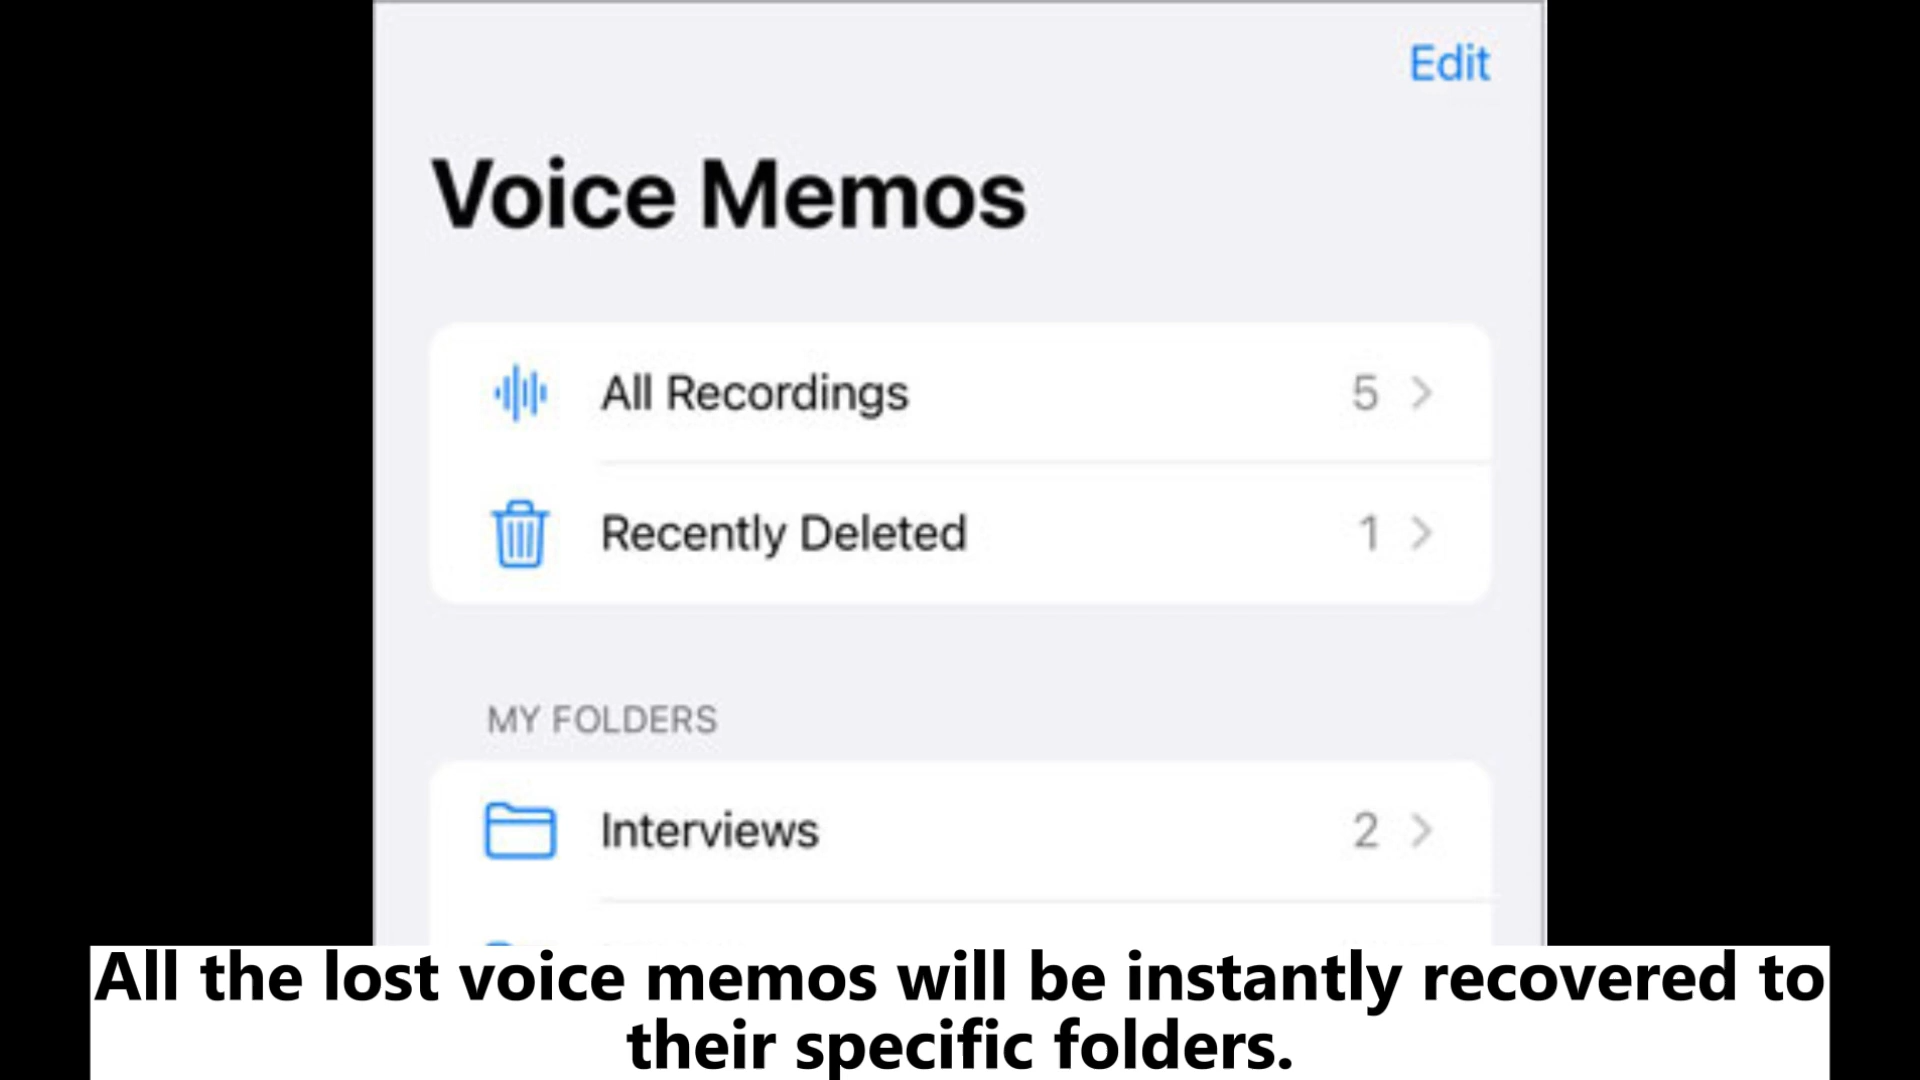 Edit
Voice Memos
All Recordings 5
Recently Deleted 1
MY FOLDERS
Interviews 2
All the lost voice memos will be instantly recovered to
their specific folders.